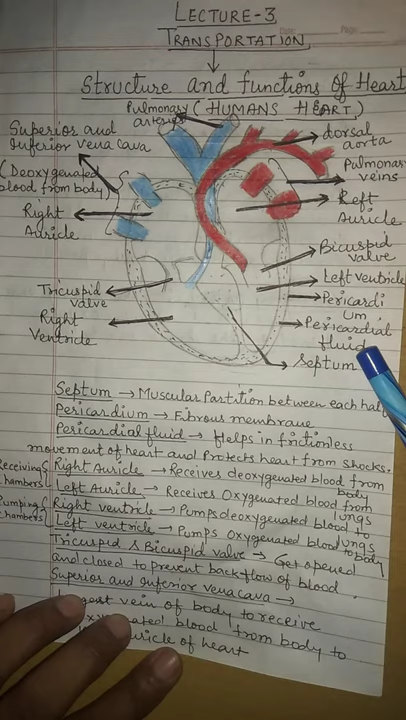 LECTURE-3
TRANSPORTATION
Structure and functions Of Heart
(HUMANS HEART)
Pulmonary
arteries
Superior and
Inferior vena cava
(Deoxygenated
blood from body)
Right
Auricle
Tricuspid
valve
Right
Ventricle
dorsal
aorta
Pulmonary
veins
Left
Auricle
Bicuspid
valve
Left ventricle
Pericardi
Um
Pericardial
fluid
Septum
Septum → Muscular Partition between each half
Pericardium → Fibrous membrane
Pericardial fluid → Helps in frictionless
movement of heart and Protects heart from shocks.
Receiving
chambers
Right Auricle → Receives deoxygenated blood from
body
Left Auricle → Receives Oxygenated blood from
lungs
Pumping
chambers
Right ventricle → Pumps deoxygenated blood to
lungs
Left ventricle → Pumps Oxygenated blood to body
Tricuspid & Bicuspid valve → Get opened
and closed to prevent back flow of blood.
Superior and inferior vena cava →
vein of body to receive
blood from body to
of heart